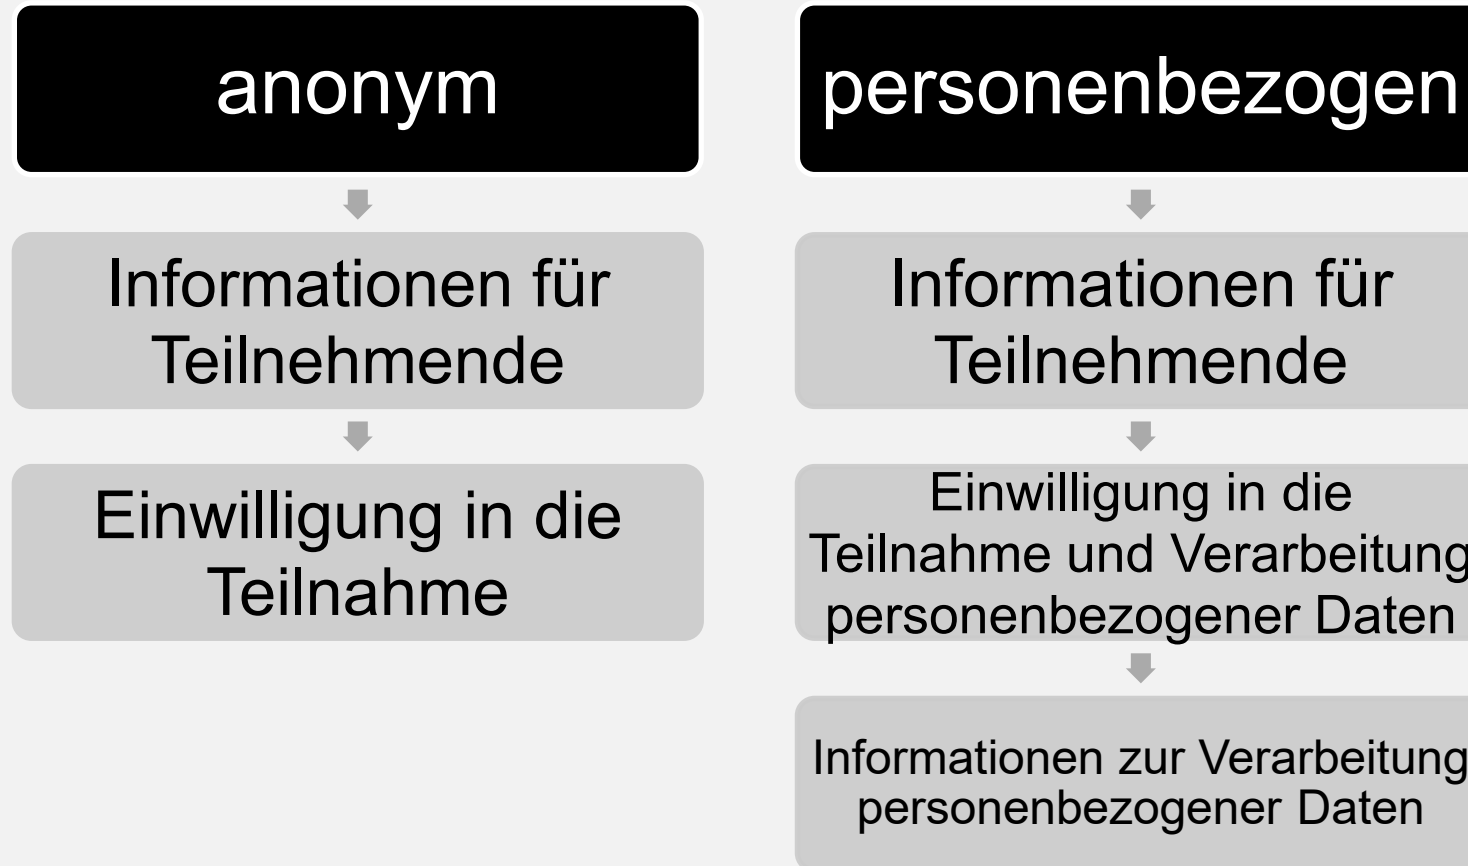 anonym
Informationen für
Teilnehmende
Einwilligung in die
Teilnahme
personenbezogen
Informationen für
Teilnehmende
Einwilligung in die
Teilnahme und Verarbeitung
personenbezogener Daten
Informationen zur Verarbeitung
personenbezogener Daten